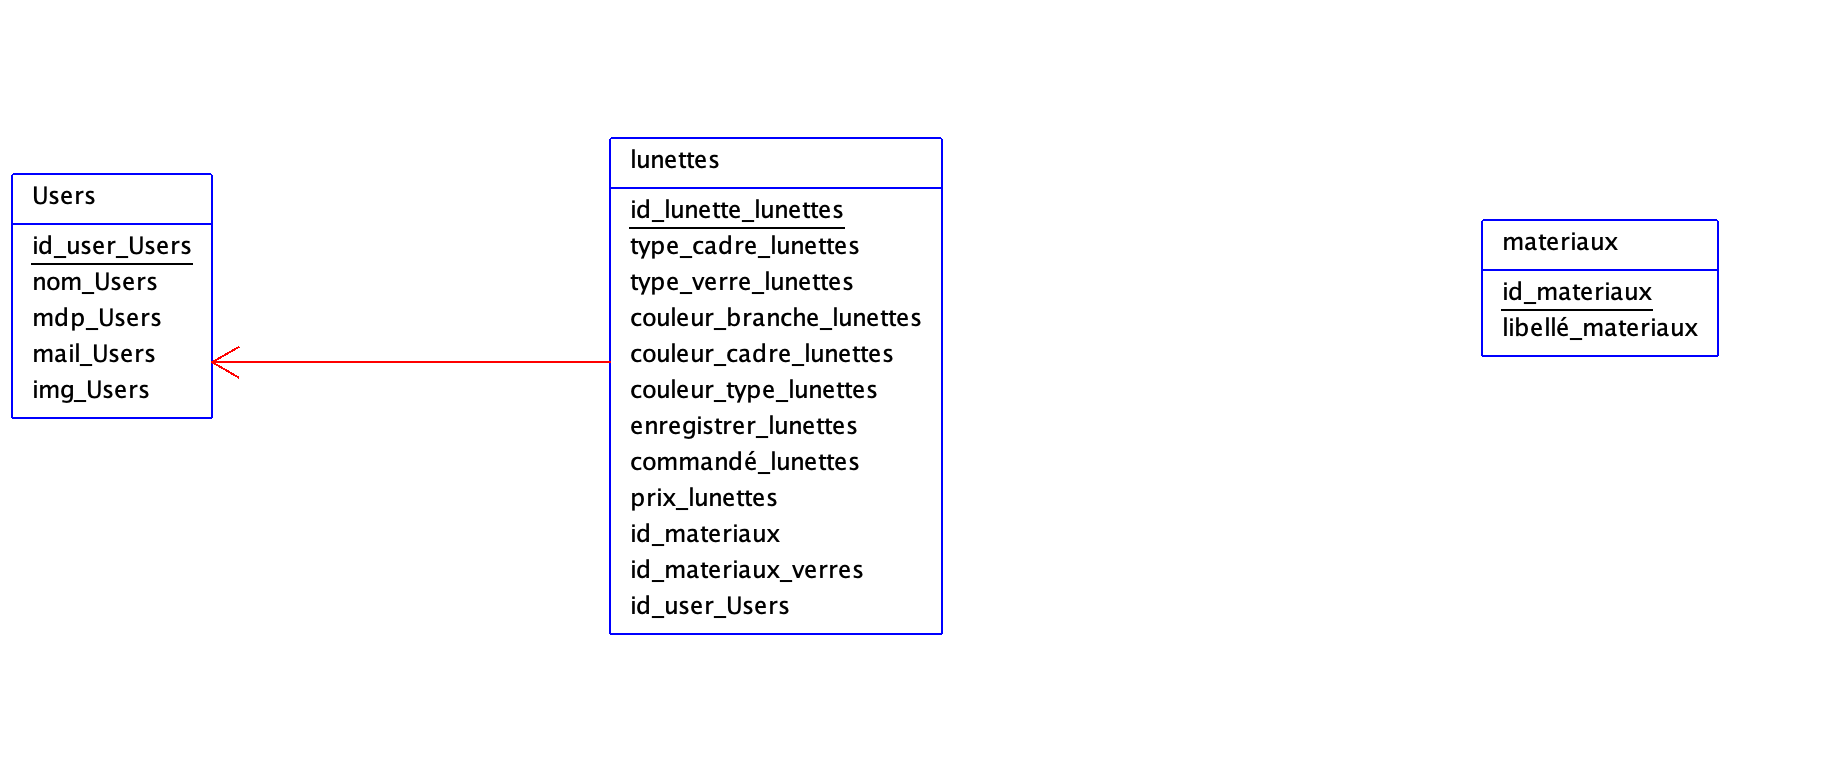 Users
id_user_Users
nom_Users
mdp_Users
mail_Users
img_Users
lunettes
id_lunette_lunettes
type_cadre_lunettes
type_verre_lunettes
couleur_branche_lunettes
couleur_cadre_lunettes
couleur_type_lunettes
enregistrer_lunettes
commandé_lunettes
prix_lunettes
id_materiaux
id_materiaux_verres
id_user_Users
materiaux
id_materiaux
libellé_materiaux